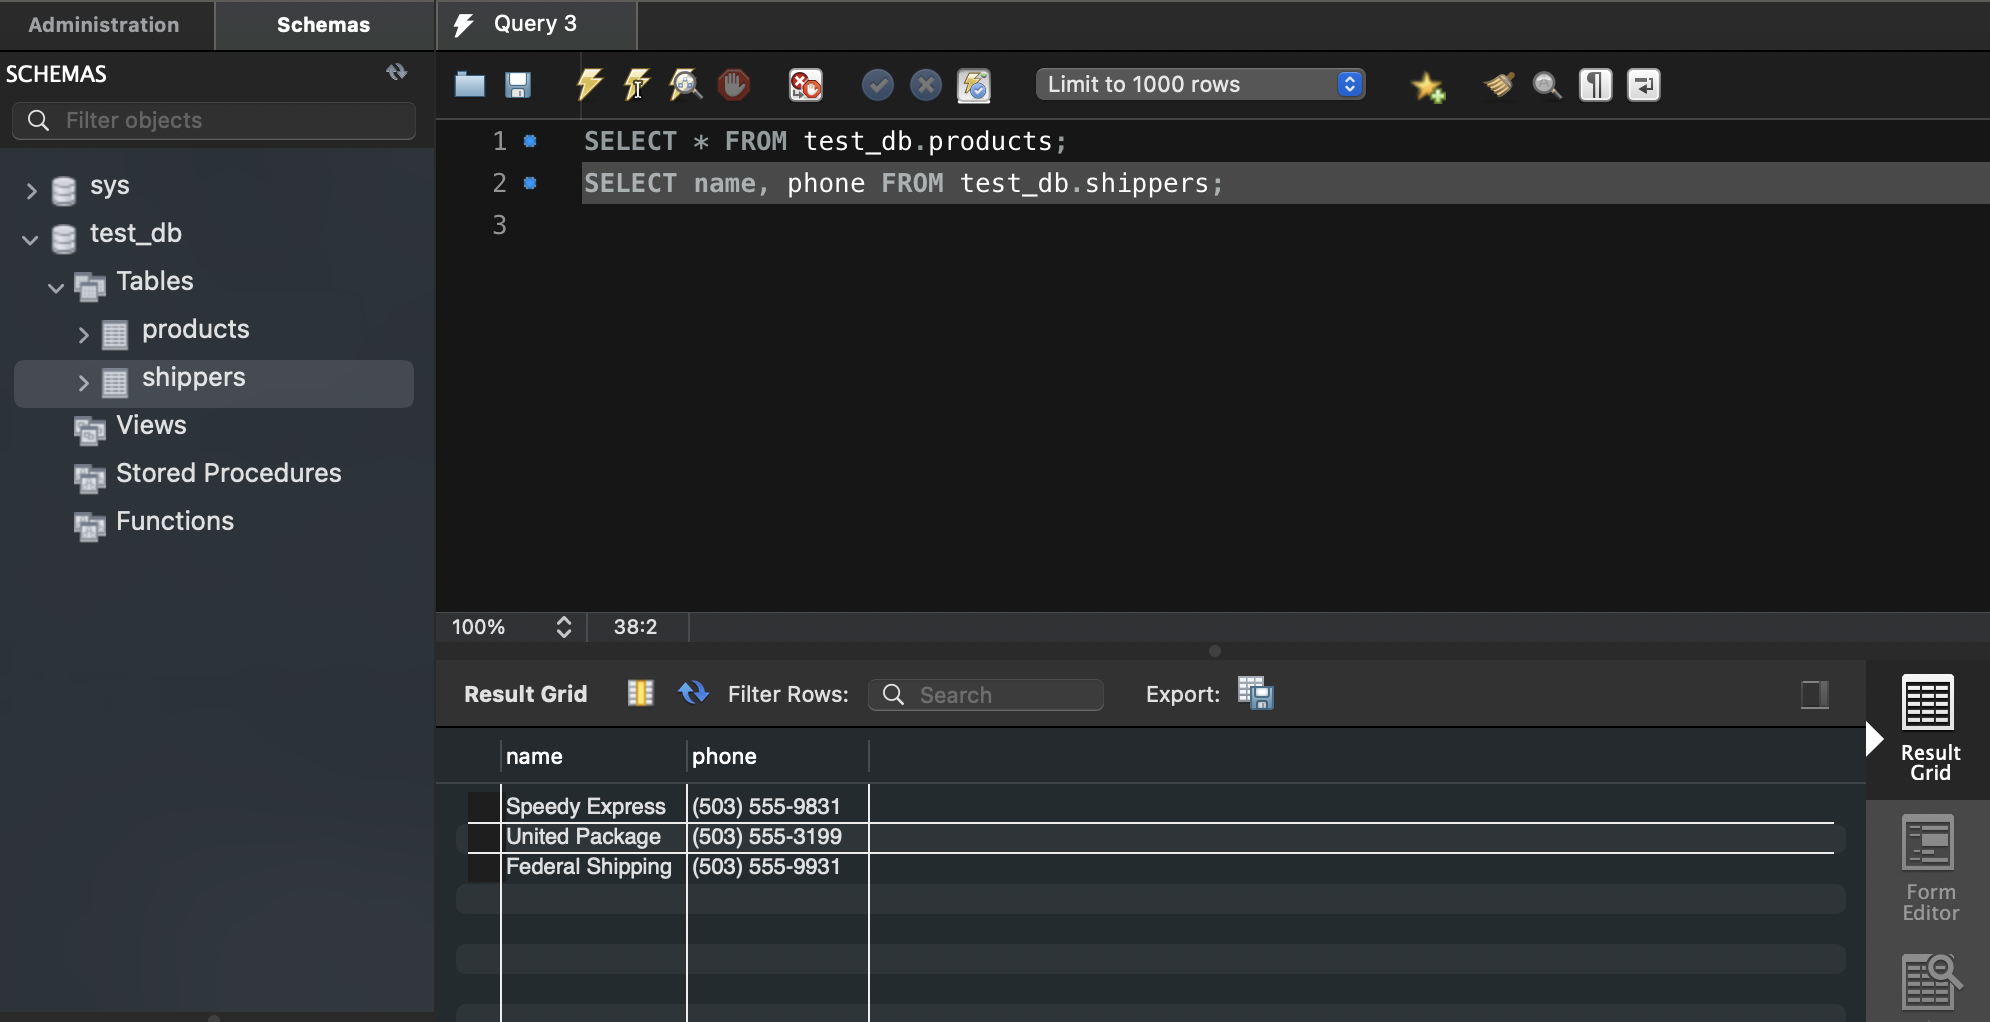 Administration
Schemas
Query 3
SCHEMAS
Filter objects
Limit to 1000 rows
1 SELECT * FROM test_db.products;
2 SELECT name, phone FROM test_db.shippers;
3
sys
test_db
Tables
products
shippers
Views
Stored Procedures
Functions
100%
38:2
Result Grid
Filter Rows:
Search
Export:
name phone
Speedy Express (503) 555-9831
United Package (503) 555-3199
Federal Shipping (503) 555-9931
Result
Grid
Form
Editor